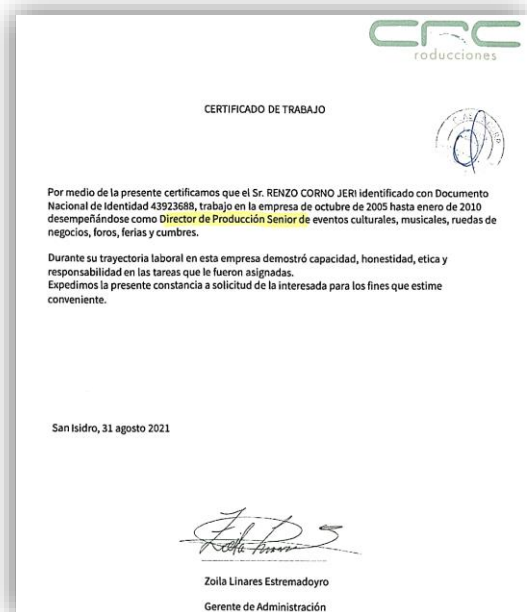 CRC
roducciones
CERTIFICADO DE TRABAJO
Por medio de la presente certificamos que el Sr. RENZO CORNO JERI identificado con Documento
Nacional de Identidad 43923688, trabajo en la empresa de octubre de 2005 hasta enero de 2010
desempeñándose como Director de Producción Senior de eventos culturales, musicales, ruedas de
negocios, foros, ferias y cumbres.
Durante su trayectoria laboral en esta empresa demostró capacidad, honestidad, etica y
responsabilidad en las tareas que le fueron asignadas.
Expedimos la presente constancia a solicitud de la interesada para los fines que estime
conveniente.
San Isidro, 31 agosto 2021
Zoila Linares Estremadoyro
Gerente de Administración